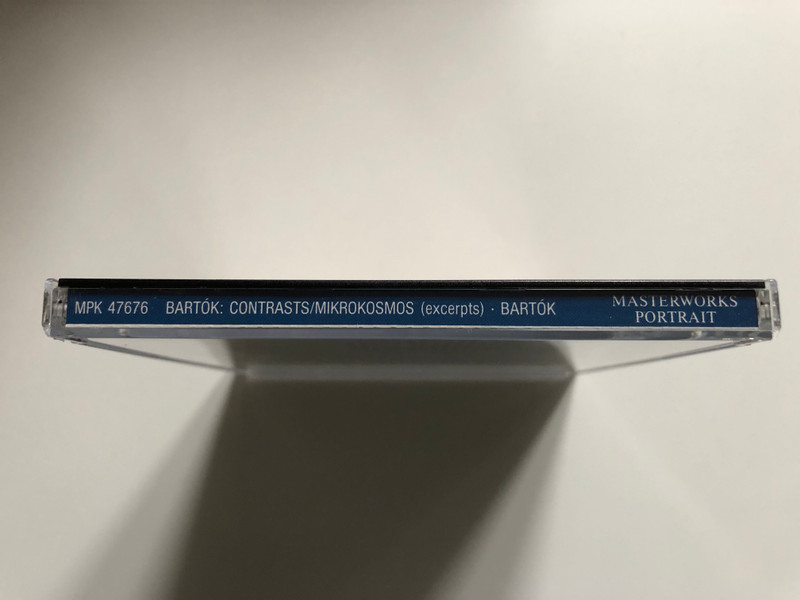 MPK 47676 BARTÓK: CONTRASTS/MIKROKOSMOS (excerpts) · BARTÓK
MASTERWORKS
PORTRAIT